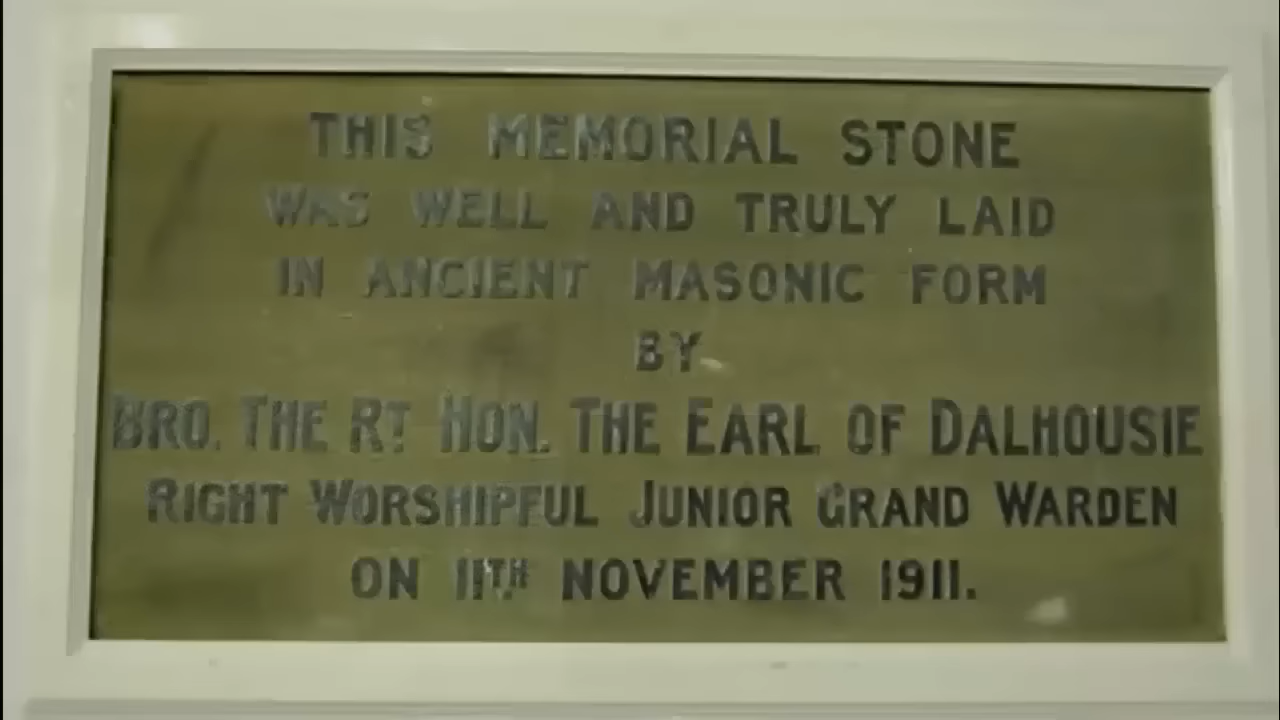 THIS MEMORIAL STONE
WAS WELL AND TRULY LAID
IN ANCIENT MASONIC FORM
BY
BRO. THE RT HON. THE EARL OF DALHOUSIE
RIGHT WORSHIPFUL JUNIOR GRAND WARDEN
ON 11TH NOVEMBER 1911.